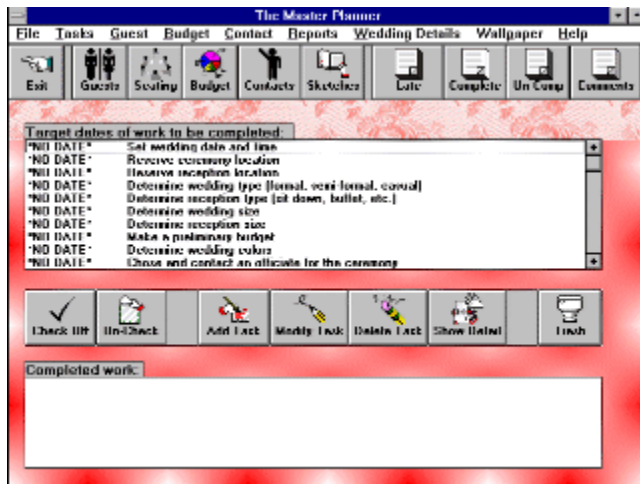 The Master Planner
File Tasks Guest Budget Contact Reports Wedding Details Wallpaper Help
Exit Guests Seating Budget Contacts Sketches Late Complete Un Comp Comments
Target dates of work to be completed:
*NO DATE* Set wedding date and time
*NO DATE* Reserve ceremony location
*NO DATE* Reserve reception location
*NO DATE* Determine wedding type (formal, semi-formal, casual)
*NO DATE* Determine reception type (sit down, buffet, etc.)
*NO DATE* Determine wedding size
*NO DATE* Determine reception size
*NO DATE* Make a preliminary budget
*NO DATE* Determine wedding colors
*NO DATE* Chose and contact an officiate for the ceremony
Check Off Un-Check Add Task Modify Task Delete Task Show Detail Trash
Completed work: